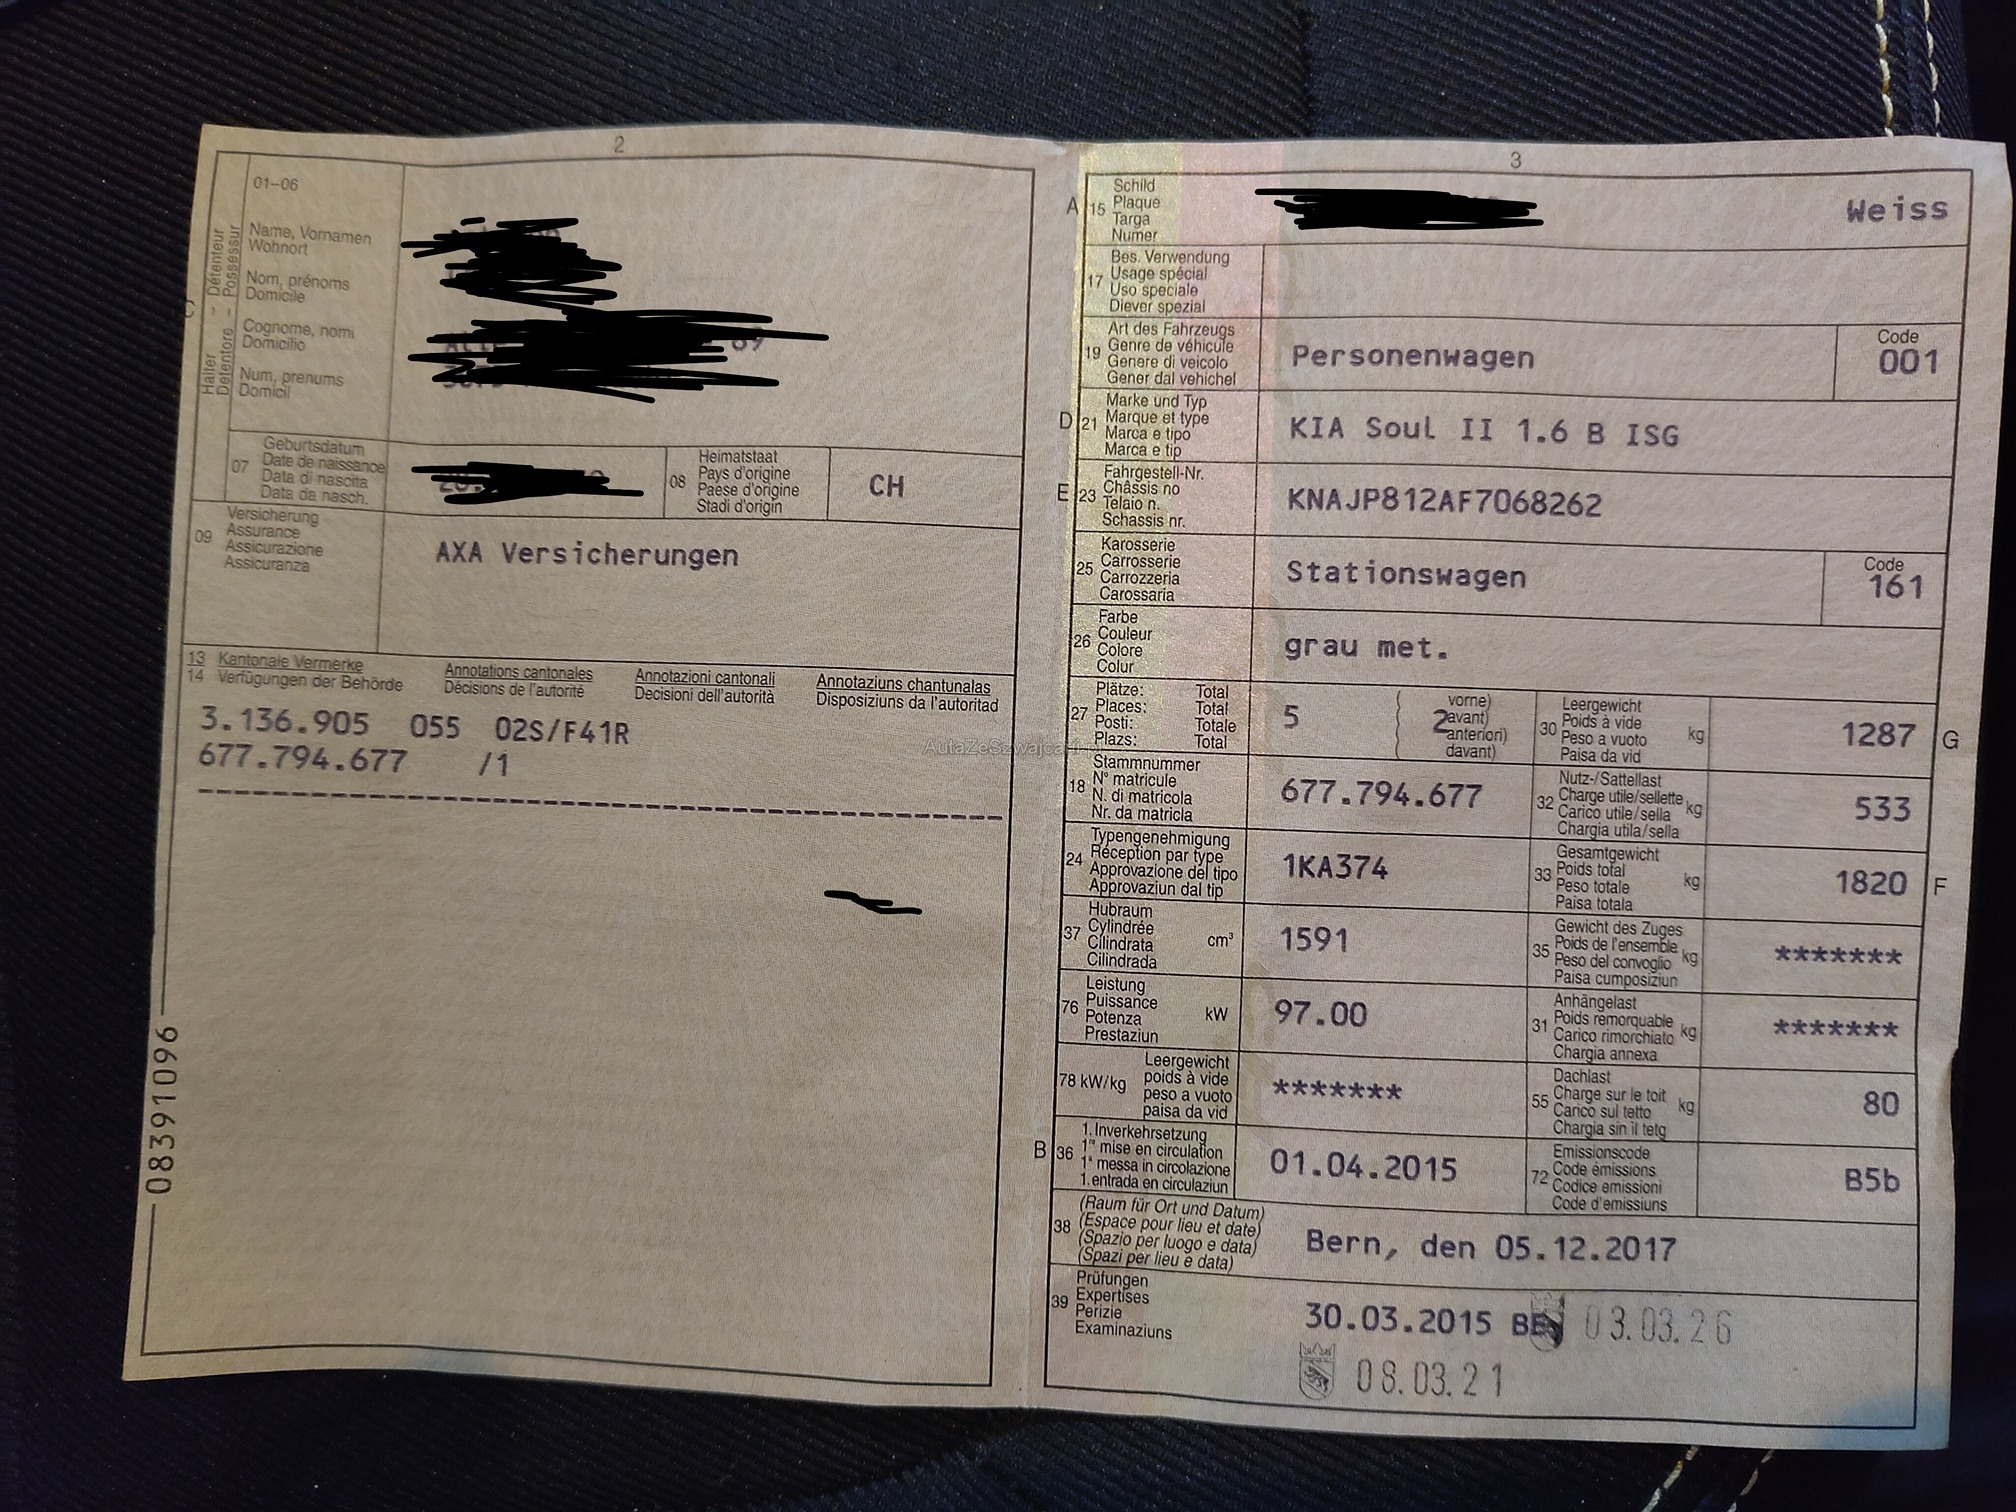 2
01-06
Halter – Détenteur
Detentore – Possessur
Name, Vornamen
Wohnort
Nom, prénoms
Domicile
Cognome, nomi
Domicilio
Num, prenums
Domicil
07
Geburtsdatum
Date de naissance
Data di nascita
Data da nasch.
08
Heimatstaat
Pays d'origine
Paese d'origine
Stadi d'origin
CH
09
Versicherung
Assurance
Assicurazione
Assicuranza
AXA Versicherungen
13 Kantonale Vermerke Annotations cantonales Annotazioni cantonali Annotaziuns chantunalas
14 Verfügungen der Behörde Décisions de l'autorité Decisioni dell'autorità Disposiziuns da l'autoritad
3.136.905 055 02S/F41R
677.794.677 /1
08391096
3
A 15
Schild
Plaque
Targa
Numer
Weiss
17
Bes. Verwendung
Usage spécial
Uso speciale
Diever spezial
19
Art des Fahrzeugs
Genre de véhicule
Genere di veicolo
Gener dal vehichel
Personenwagen
Code
001
D 21
Marke und Typ
Marque et type
Marca e tipo
Marca e tip
KIA Soul II 1.6 B ISG
E 23
Fahrgestell-Nr.
Châssis no
Telaio n.
Schassis nr.
KNAJP812AF7068262
25
Karosserie
Carrosserie
Carrozzeria
Carossaria
Stationswagen
Code
161
26
Farbe
Couleur
Colore
Colur
grau met.
27
Plätze: Total
Places: Total
Posti: Totale
Plazs: Total
5
2
vorne)
avant)
anteriori)
davant)
30
Leergewicht
Poids à vide
Peso a vuoto
Paisa da vid
kg
1287
G
18
Stammnummer
N° matricule
N. di matricola
Nr. da matricla
677.794.677
32
Nutz-/Sattellast
Charge utile/sellette
Carico utile/sella
Chargia utila/sella
kg
533
24
Typengenehmigung
Réception par type
Approvazione del tipo
Approvaziun dal tip
1KA374
33
Gesamtgewicht
Poids total
Peso totale
Paisa totala
kg
1820
F
37
Hubraum
Cylindrée
Cilindrata
Cilindrada
cm³
1591
35
Gewicht des Zuges
Poids de l'ensemble
Peso del convoglio
Paisa cumposiziun
kg
*******
76
Leistung
Puissance
Potenza
Prestaziun
kW
97.00
31
Anhängelast
Poids remorquable
Carico rimorchiato
Chargia annexa
kg
*******
78 kW/kg
Leergewicht
poids à vide
peso a vuoto
paisa da vid
*******
55
Dachlast
Charge sur le toit
Carico sul tetto
Chargia sin il tetg
kg
80
B 36
1. Inverkehrsetzung
1re mise en circulation
1a messa in circolazione
1. entrada en circulaziun
01.04.2015
72
Emissionscode
Code émissions
Codice emissioni
Code d'emissiuns
B5b
38
(Raum für Ort und Datum)
(Espace pour lieu et date)
(Spazio per luogo e data)
(Spazi per lieu e data)
Bern, den 05.12.2017
39
Prüfungen
Expertises
Perizie
Examinaziuns
30.03.2015 BE 03.03.26
08.03.21